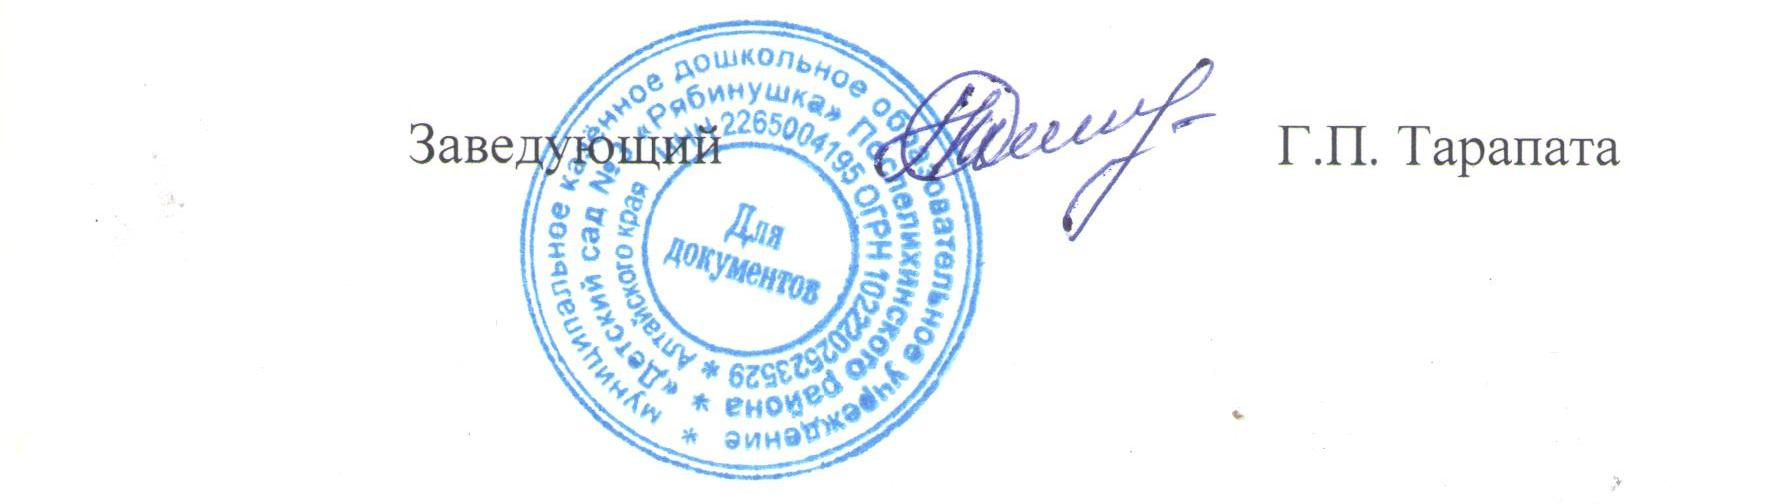 Заведующий Г.П. Тарапата
муниципальное казённое дошкольное образовательное учреждение *
«Детский сад № «Рябинушка» Поспелихинского района *
Алтайского края ИНН 2265004195 ОГРН 1022202523529 *
Для
документов